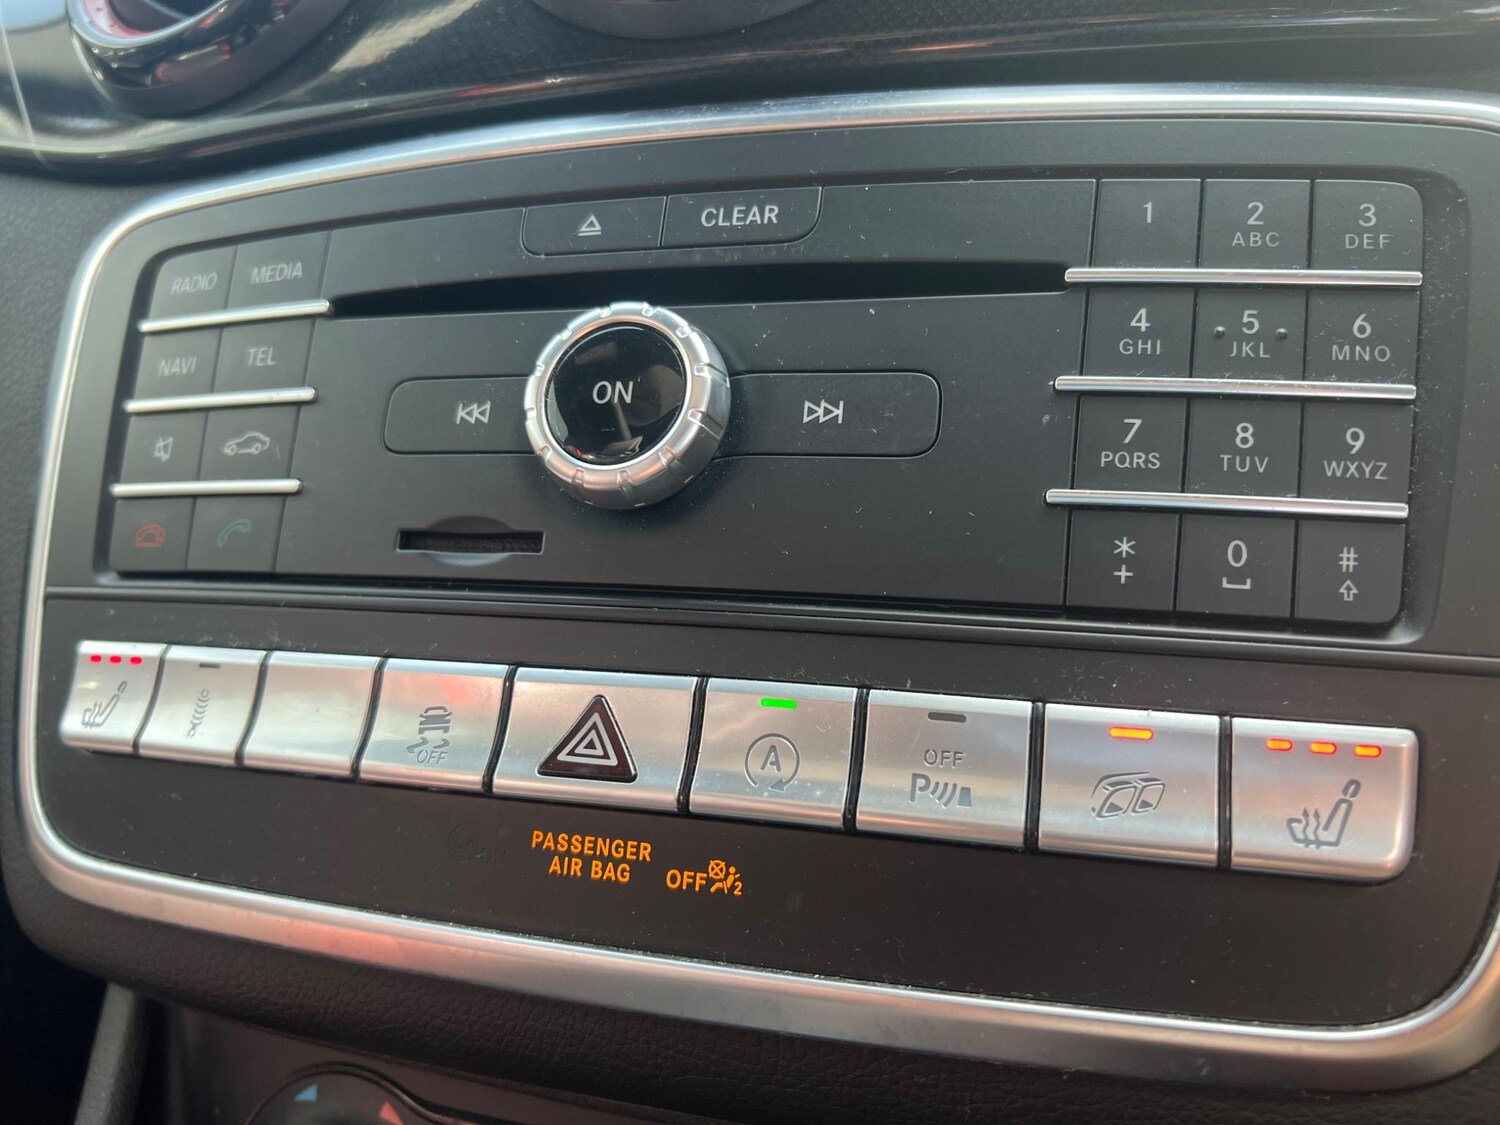 CLEAR
RADIO MEDIA
NAVI TEL
ON
1
2
ABC
3
DEF
4
GHI
5
JKL
6
MNO
7
PQRS
8
TUV
9
WXYZ
*
+
0
#
OFF
A
OFF
P
PASSENGER
AIR BAG OFF 2